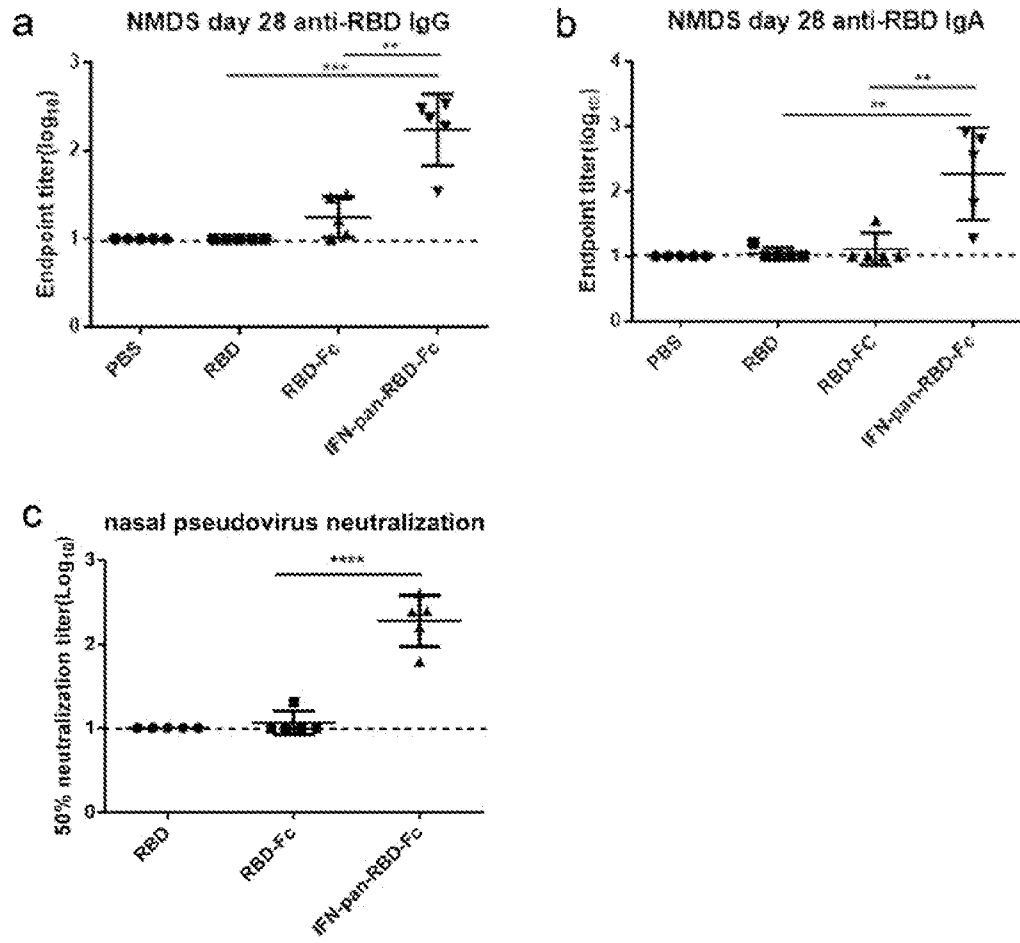 a
NMDS day 28 anti-RBD IgG
**
***
Endpoint titer(log10)
3
2
1
0
PBS
RBD
RBD-Fc
IFN-pan-RBD-Fc
b
NMDS day 28 anti-RBD IgA
**
**
Endpoint titer(log10)
4
3
2
1
0
PBS
RBD
RBD-FC
IFN-pan-RBD-Fc
c
nasal pseudovirus neutralization
****
50% neutralization titer(Log10)
3
2
1
0
RBD
RBD-Fc
IFN-pan-RBD-Fc